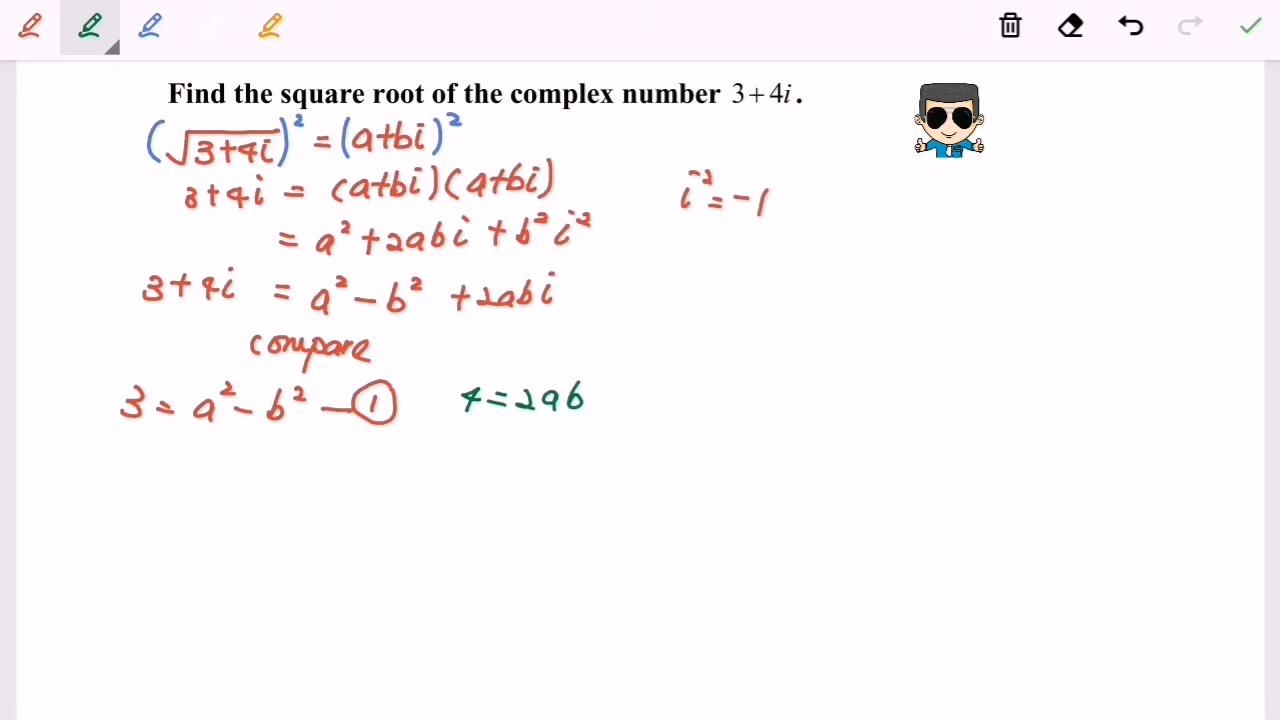 Find the square root of the complex number 3+4i.
(√3+4i)² = (a+bi)²
3+4i = (a+bi)(a+bi)
i² = -1
= a² + 2abi + b²i²
3+4i = a² - b² + 2abi
compare
3 = a² - b² — ① 4 = 2ab